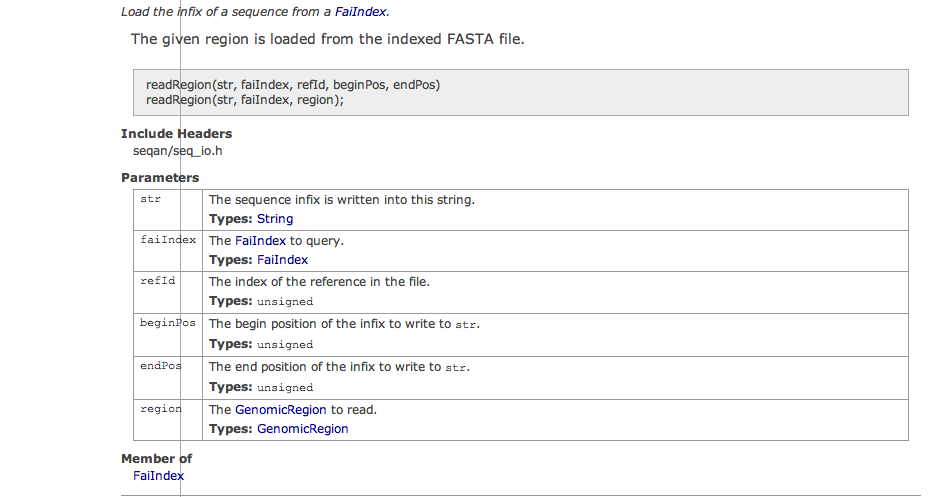 Load the infix of a sequence from a FaiIndex.
The given region is loaded from the indexed FASTA file.
readRegion(str, faiIndex, refId, beginPos, endPos)
readRegion(str, faiIndex, region);
Include Headers
seqan/seq_io.h
Parameters
str The sequence infix is written into this string.
Types: String
faiIndex The FaiIndex to query.
Types: FaiIndex
refId The index of the reference in the file.
Types: unsigned
beginPos The begin position of the infix to write to str.
Types: unsigned
endPos The end position of the infix to write to str.
Types: unsigned
region The GenomicRegion to read.
Types: GenomicRegion
Member of
FaiIndex